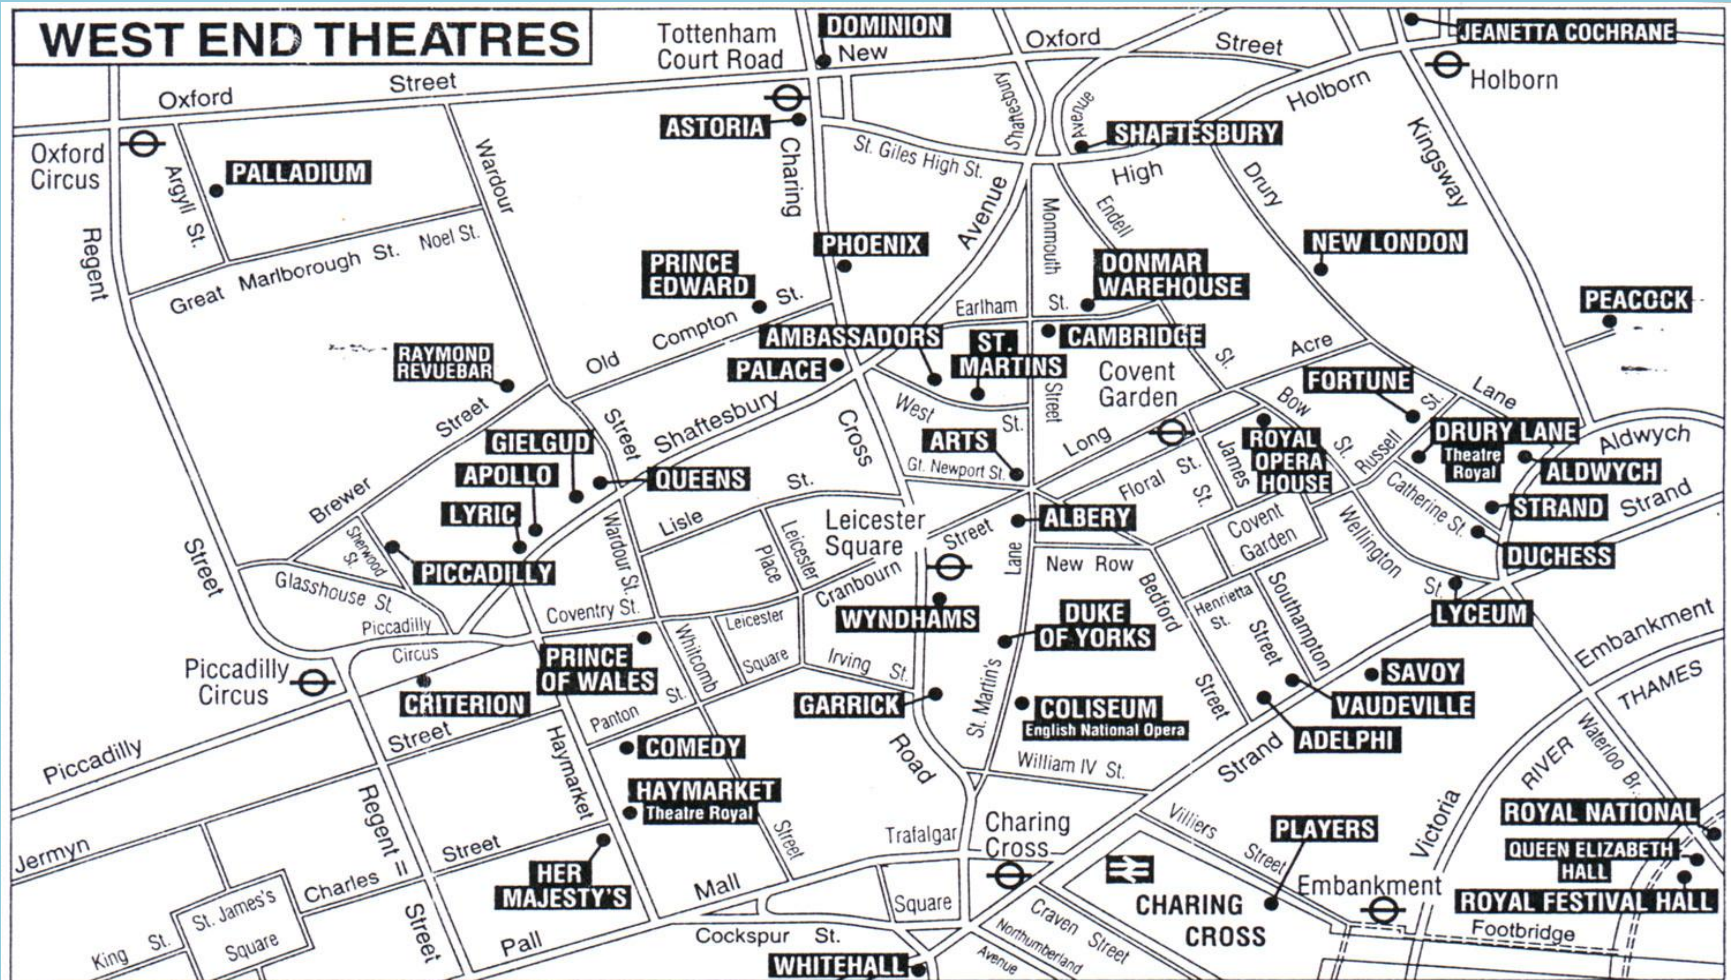 WEST END THEATRES
Tottenham
Court Road
DOMINION
New
Oxford
Street
JEANETTA COCHRANE
Holborn
Holborn
Oxford
Street
Oxford
Circus
Argyll St.
PALLADIUM
Wardour
ASTORIA
Charing
St. Giles High St.
Shaftesbury
Avenue
SHAFTESBURY
High
Drury
Kingsway
Regent
Great Marlborough St.
Noel St.
PRINCE
EDWARD
PHOENIX
Avenue
Monmouth
Endell
DONMAR
WAREHOUSE
NEW LONDON
PEACOCK
Old Compton St.
Earlham St.
AMBASSADORS
ST.
MARTINS
CAMBRIDGE
RAYMOND
REVUEBAR
PALACE
Covent
Garden
St.
Acre
FORTUNE
Lane
Street
Street
Shaftesbury
Cross
West
St.
Street
Long
Bow
St.
Russell
St.
DRURY LANE
Theatre
Royal
Aldwych
GIELGUD
APOLLO
QUEENS
ARTS
Gt. Newport St.
Floral St.
James
St.
ROYAL
OPERA
HOUSE
ALDWYCH
Brewer
LYRIC
Lisle
St.
Leicester
Square
Street
ALBERY
Covent
Garden
Wellington
St.
Catherine St.
STRAND
Strand
DUCHESS
Street
Sherwood
St.
PICCADILLY
Wardour St.
Leicester
Place
Cranbourn
Lane
New Row
Glasshouse St.
Piccadilly
Circus
Coventry St.
Leicester
Square
WYNDHAMS
DUKE
OF YORKS
Bedford
Henrietta
St.
Southampton
Street
LYCEUM
Embankment
Piccadilly
Circus
CRITERION
PRINCE
OF WALES
Whitcomb
Irving St.
GARRICK
St. Martin's
COLISEUM
English National Opera
Street
VAUDEVILLE
SAVOY
THAMES
Piccadilly
Street
Haymarket
Panton
St.
COMEDY
Road
William IV St.
Strand
ADELPHI
RIVER
Waterloo Br.
Jermyn
Regent
HAYMARKET
Theatre Royal
Street
Trafalgar
Charing
Cross
Villiers
Street
PLAYERS
Victoria
ROYAL NATIONAL
QUEEN ELIZABETH
HALL
ROYAL FESTIVAL HALL
Street
HER
MAJESTY'S
Charles II
Street
St. James's
Square
King St.
Mall
Pall
Square
Cockspur St.
WHITEHALL
Craven Street
Northumberland
Avenue
CHARING
CROSS
Embankment
Footbridge